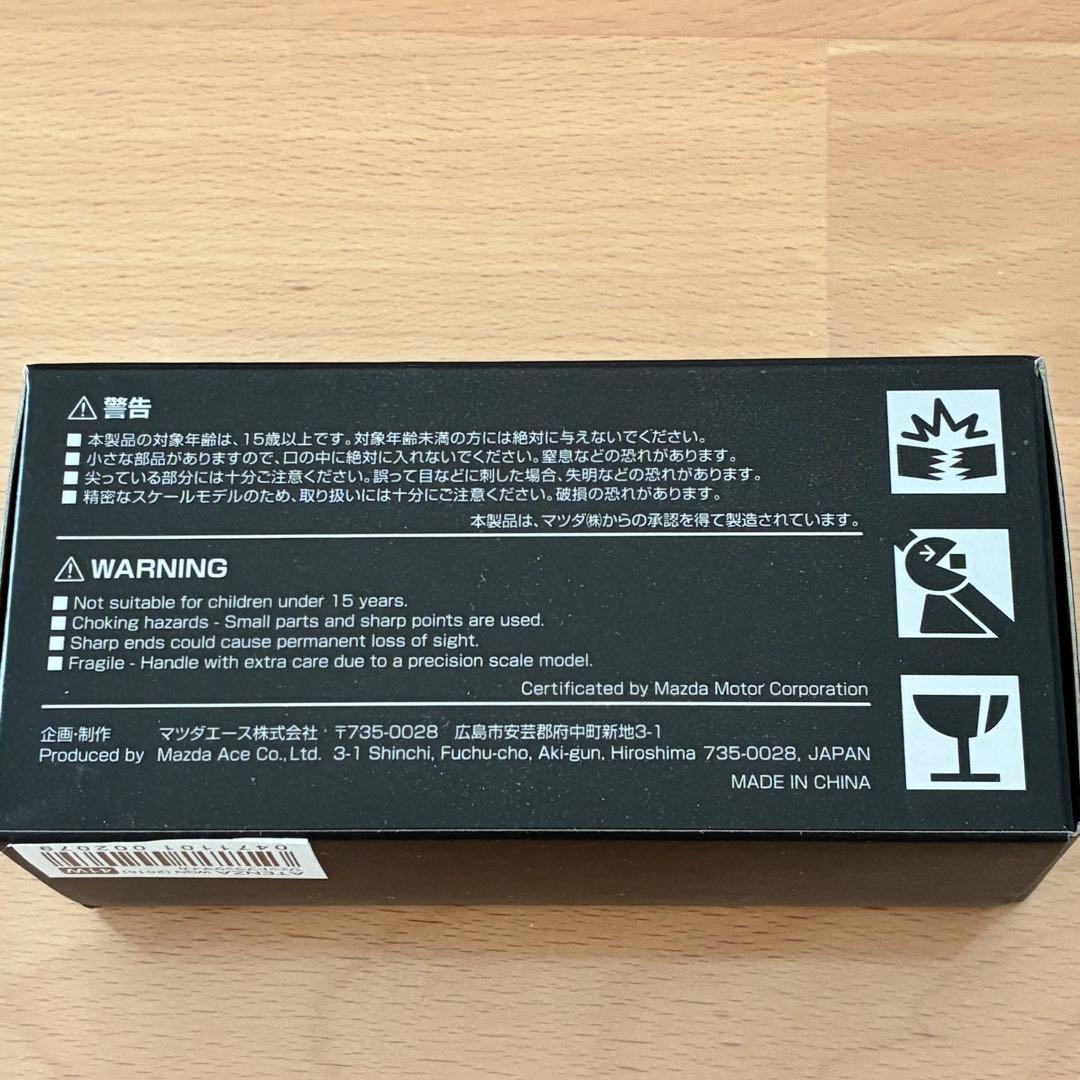 ⚠ 警告
■ 本製品の対象年齢は、15歳以上です。対象年齢未満の方には絶対に与えないでください。
■ 小さな部品がありますので、口の中に絶対に入れないでください。窒息などの恐れがあります。
■ 尖っている部分には十分ご注意ください。誤って目などに刺した場合、失明などの恐れがあります。
■ 精密なスケールモデルのため、取り扱いには十分にご注意ください。破損の恐れがあります。
本製品は、マツダ㈱からの承認を得て製造されています。
⚠ WARNING
■ Not suitable for children under 15 years.
■ Choking hazards - Small parts and sharp points are used.
■ Sharp ends could cause permanent loss of sight.
■ Fragile - Handle with extra care due to a precision scale model.
Certificated by Mazda Motor Corporation
企画・制作 マツダエース株式会社 〒735-0028 広島市安芸郡府中町新地3-1
Produced by Mazda Ace Co.,Ltd. 3-1 Shinchi, Fuchu-cho, Aki-gun, Hiroshima 735-0028, JAPAN
MADE IN CHINA
ATENZA WGN (2016)
41W
0471101 002079